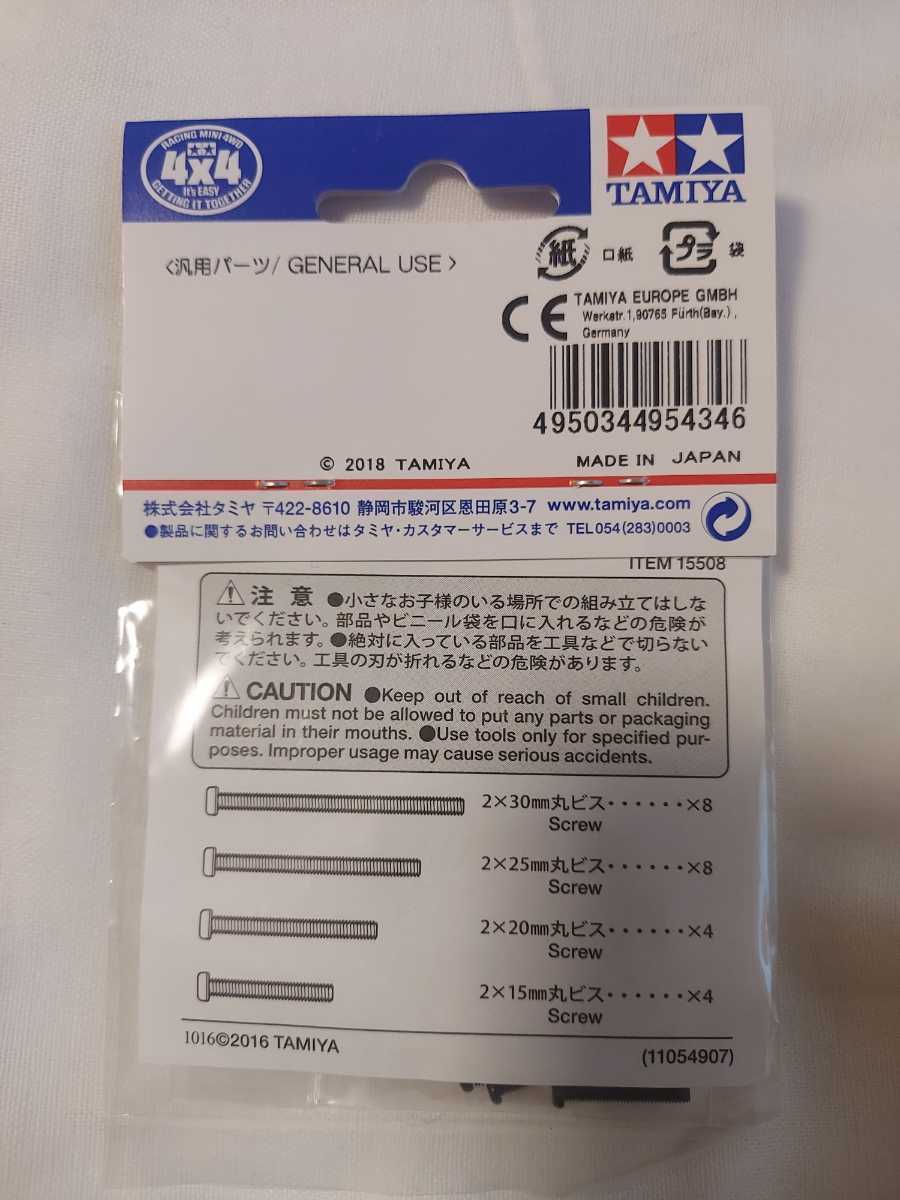 RACING MINI 4WD
4x4
It's EASY
GETTING IT TOGETHER
TAMIYA
<汎用パーツ/ GENERAL USE>
紙 口紙 プラ 袋
CE TAMIYA EUROPE GMBH
Werkstr.1,90765 Fürth(Bay.),
Germany
4950344954346
© 2018 TAMIYA
MADE IN JAPAN
株式会社タミヤ 〒422-8610 静岡市駿河区恩田原3-7 www.tamiya.com
●製品に関するお問い合わせはタミヤ・カスタマーサービスまで TEL054(283)0003
ITEM 15508
⚠注 意 ●小さなお子様のいる場所での組み立てはしな
いでください。部品やビニール袋を口に入れるなどの危険が
考えられます。●絶対に入っている部品を工具などで切らない
でください。工具の刃が折れるなどの危険があります。
⚠CAUTION ●Keep out of reach of small children.
Children must not be allowed to put any parts or packaging
material in their mouths. ●Use tools only for specified pur-
poses. Improper usage may cause serious accidents.
2×30㎜丸ビス・・・・・・×8
Screw
2×25㎜丸ビス・・・・・・×8
Screw
2×20㎜丸ビス・・・・・・×4
Screw
2×15㎜丸ビス・・・・・・×4
Screw
1016©2016 TAMIYA
(11054907)